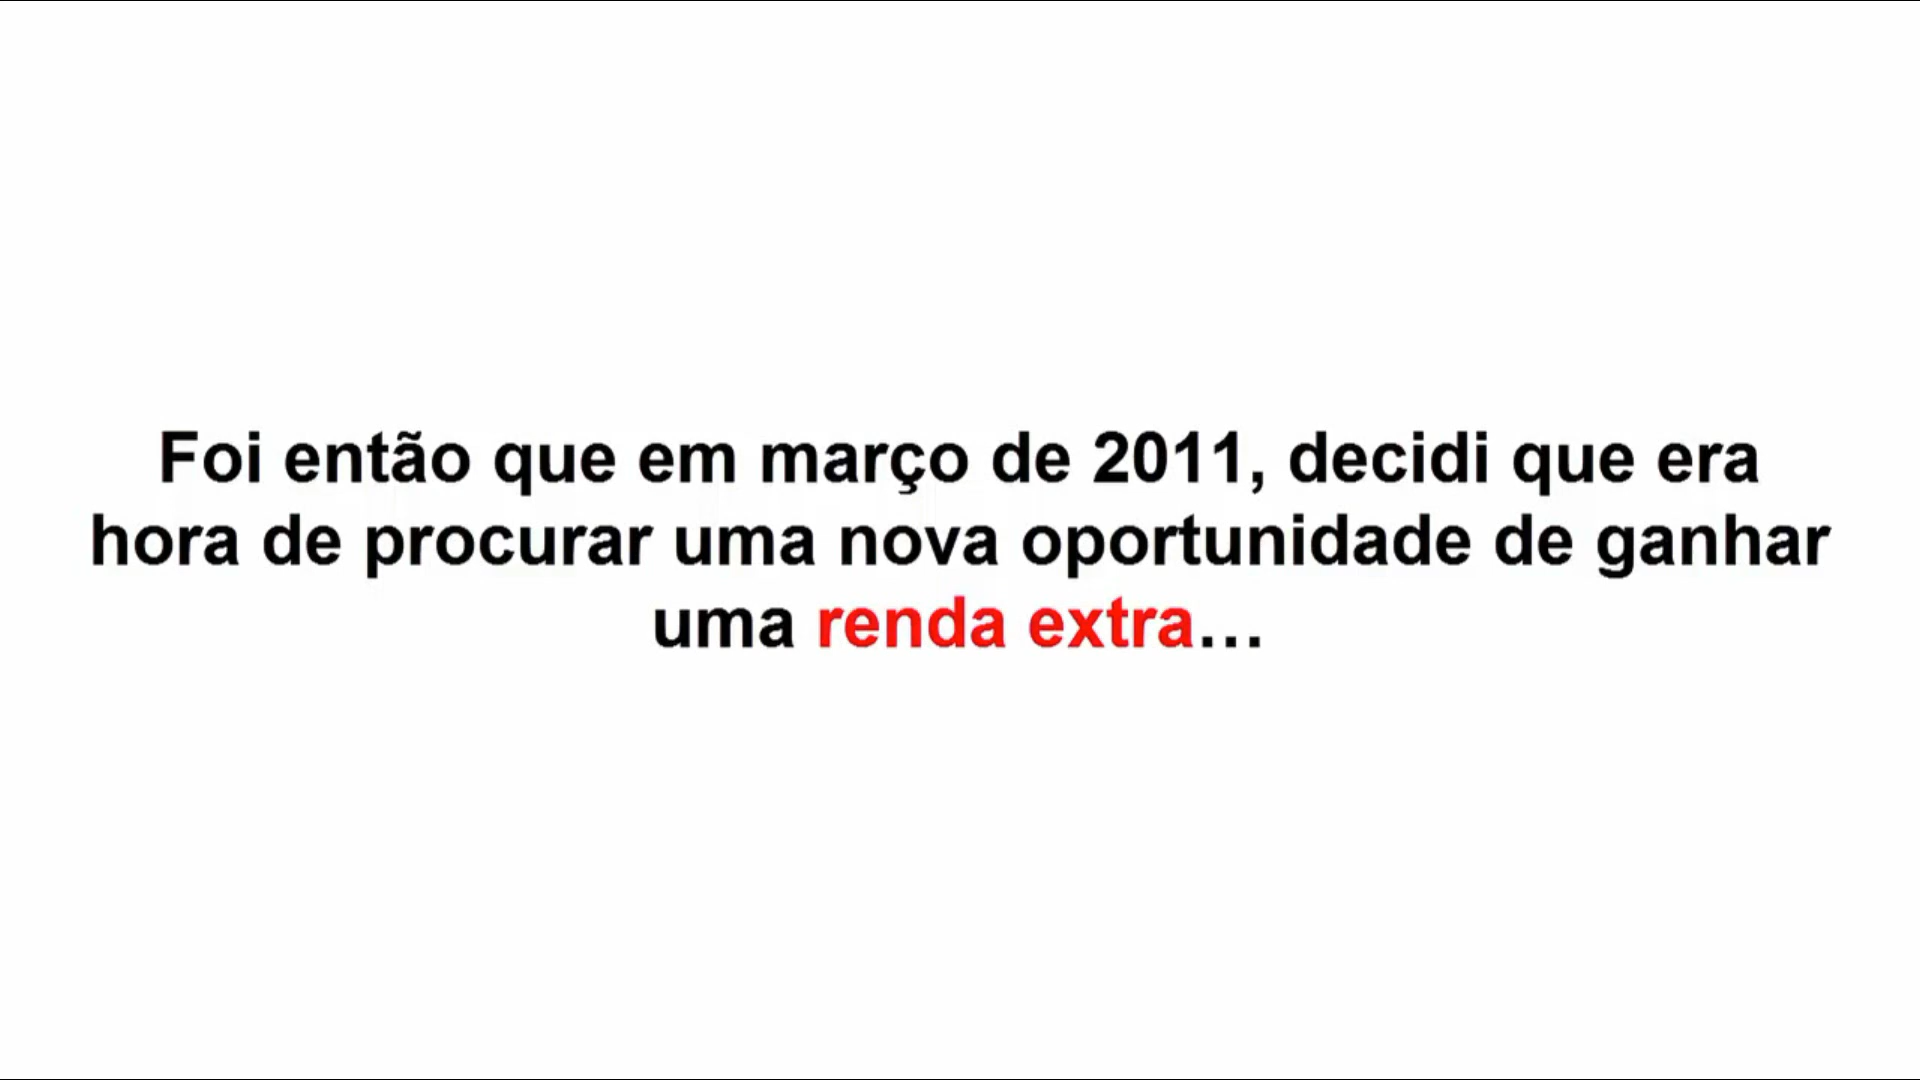 Foi então que em março de 2011, decidi que era
hora de procurar uma nova oportunidade de ganhar
uma renda extra...